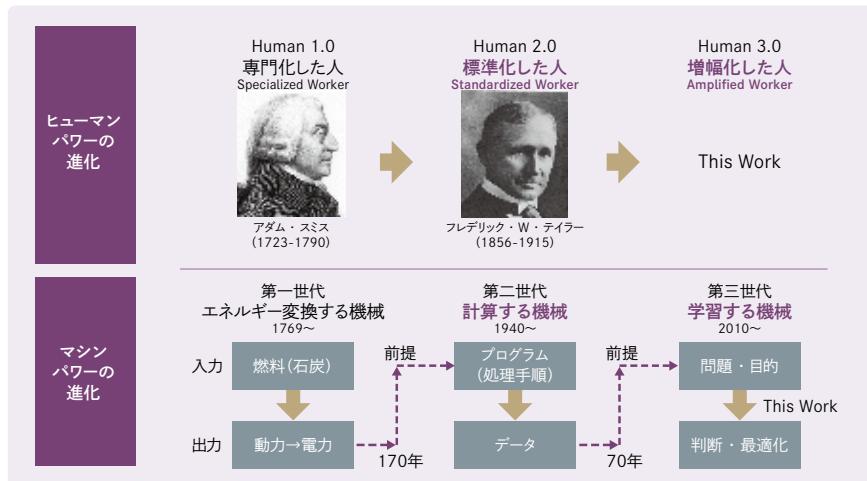 ヒューマン
パワーの
進化
Human 1.0
専門化した人
Specialized Worker
アダム・スミス
(1723-1790)
Human 2.0
標準化した人
Standardized Worker
フレデリック・W・テイラー
(1856-1915)
Human 3.0
増幅化した人
Amplified Worker
This Work
マシン
パワーの
進化
第一世代
エネルギー変換する機械
1769〜
第二世代
計算する機械
1940〜
第三世代
学習する機械
2010〜
入力
燃料(石炭)
前提
プログラム
(処理手順)
前提
問題・目的
This Work
出力
動力→電力
170年
データ
70年
判断・最適化